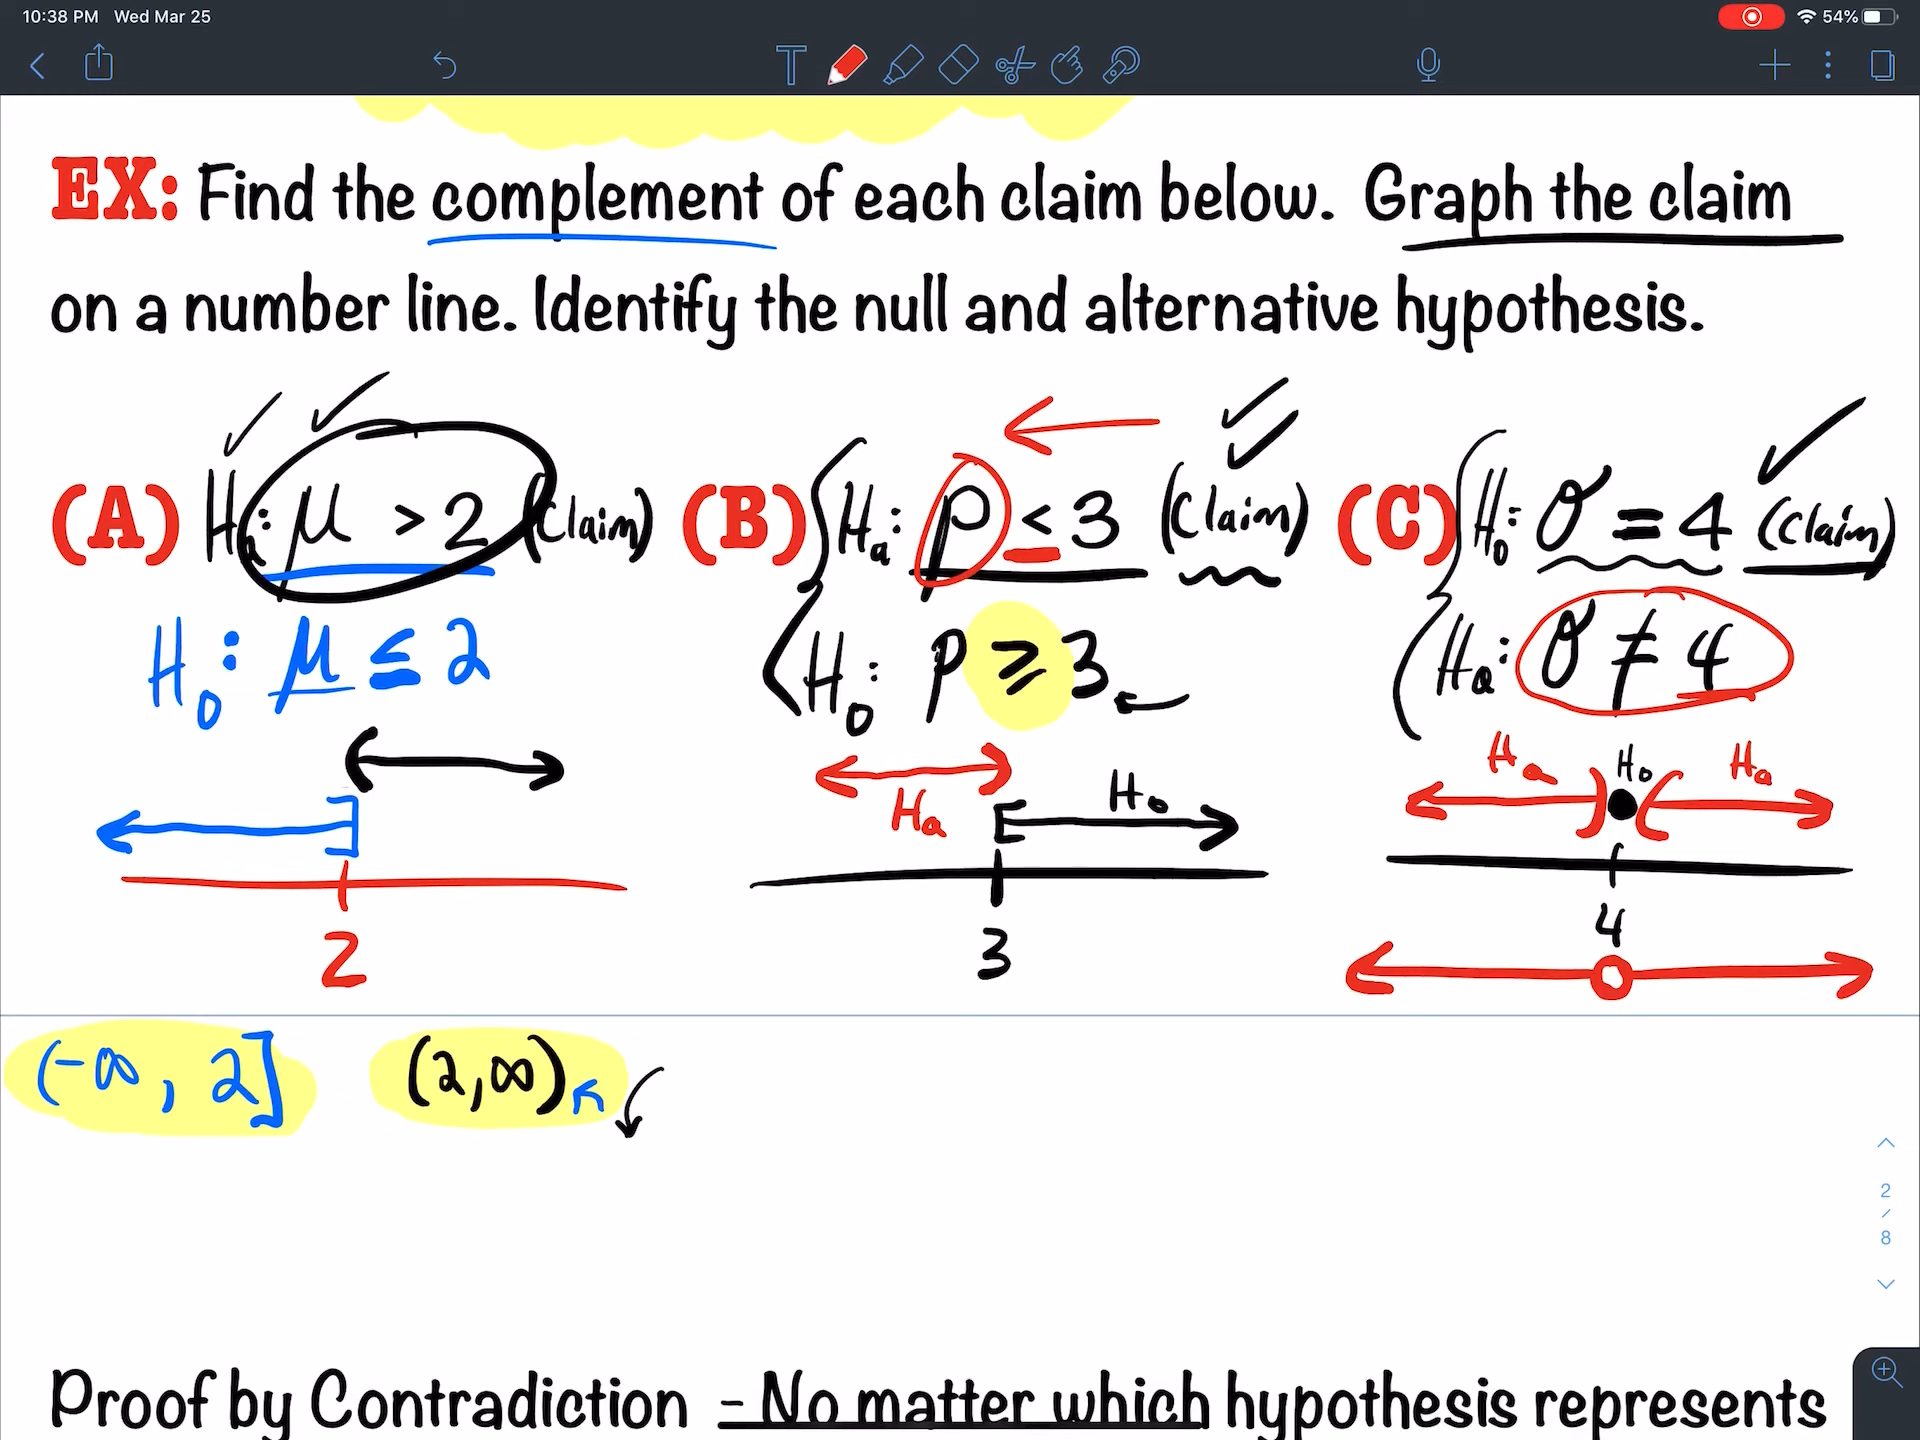 10:38 PM Wed Mar 25 54%
EX: Find the complement of each claim below. Graph the claim
on a number line. Identify the null and alternative hypothesis.
(A) Ha: μ > 2 (Claim) (B) Ha: p < 3 (Claim) (C) H0: σ = 4 (Claim)
H0: μ ≤ 2 H0: p ≥ 3 Ha: σ ≠ 4
Ha H0 Ha H0 Ha
2 3 4
(-∞, 2] (2,∞)
2
/
8
Proof by Contradiction - No matter which hypothesis represents